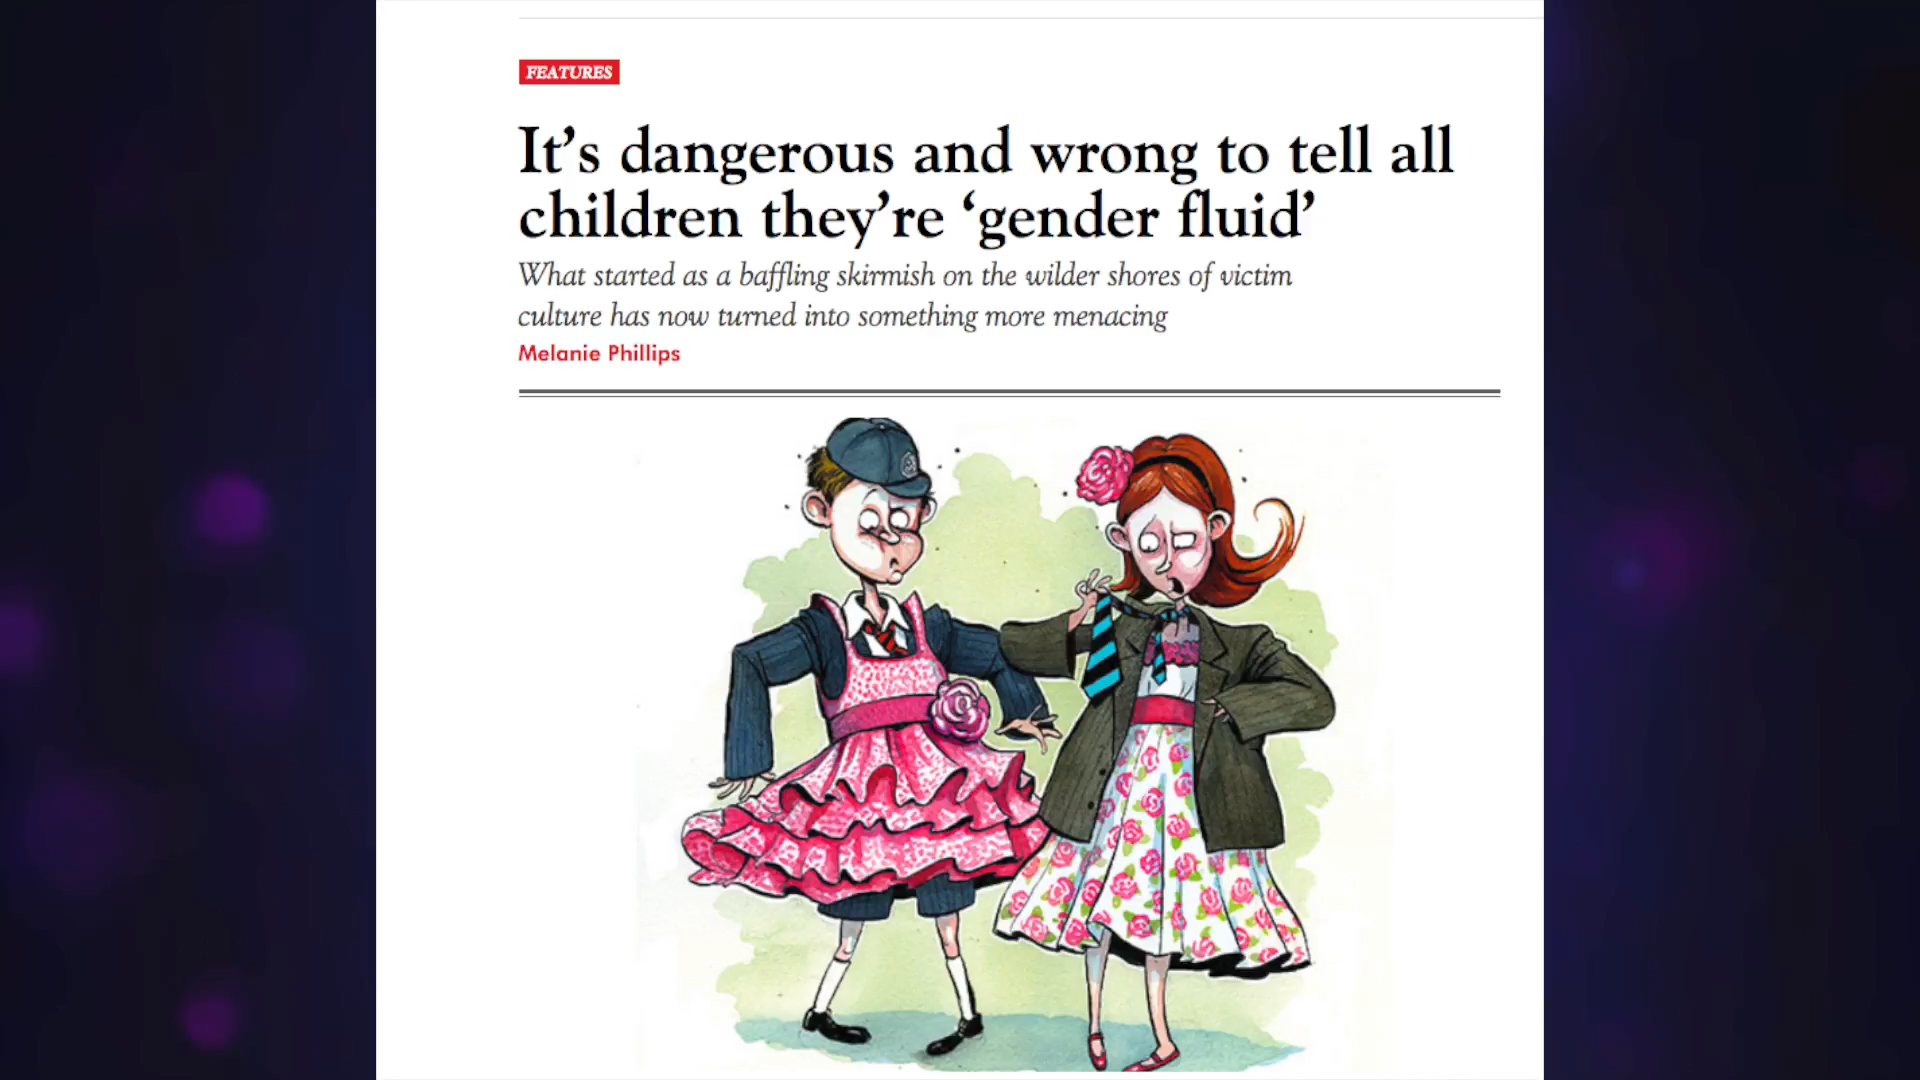 FEATURES
It’s dangerous and wrong to tell all
children they’re ‘gender fluid’
What started as a baffling skirmish on the wilder shores of victim
culture has now turned into something more menacing
Melanie Phillips